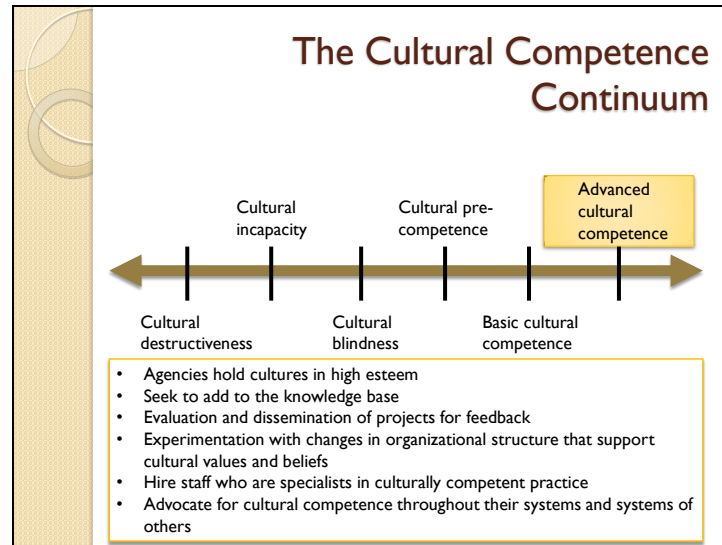 The Cultural Competence
Continuum
Cultural
incapacity
Cultural pre-
competence
Advanced
cultural
competence
Cultural
destructiveness
Cultural
blindness
Basic cultural
competence
• Agencies hold cultures in high esteem
• Seek to add to the knowledge base
• Evaluation and dissemination of projects for feedback
• Experimentation with changes in organizational structure that support
cultural values and beliefs
• Hire staff who are specialists in culturally competent practice
• Advocate for cultural competence throughout their systems and systems of
others